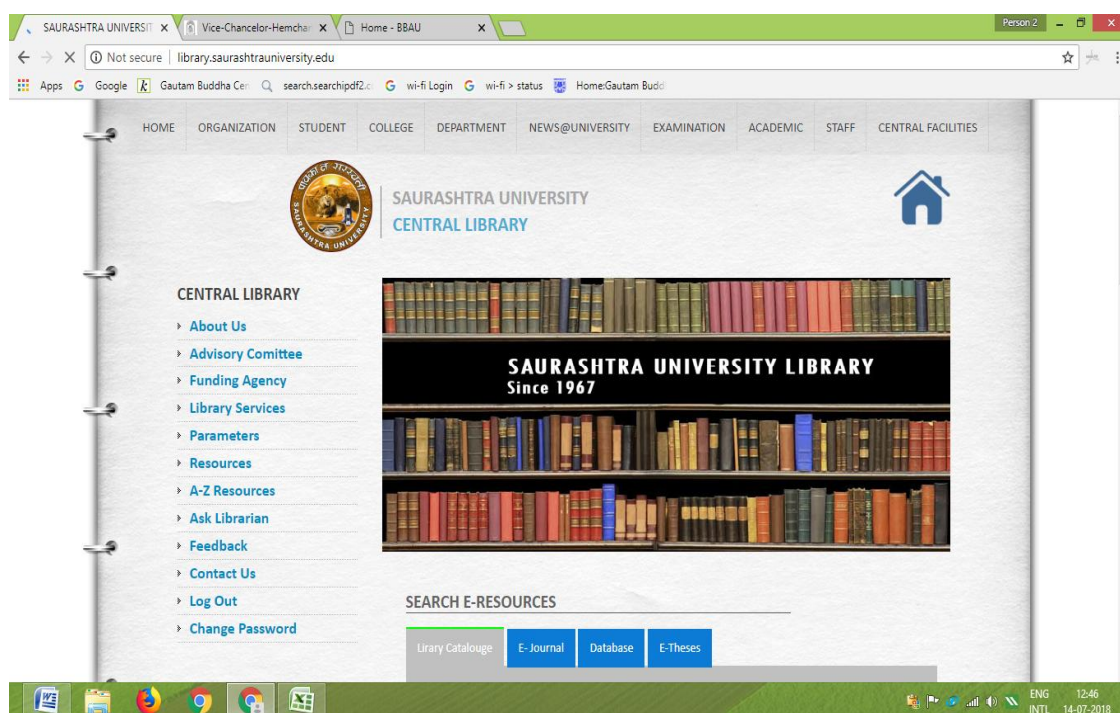 SAURASHTRA UNIVERSIT
Vice-Chancelor-Hemchar
Home - BBAU
Person 2
Not secure library.saurashtrauniversity.edu
Apps Google Gautam Buddha Cen search.searchipdf2.c wi-fi Login wi-fi > status Home:Gautam Budd
HOME ORGANIZATION STUDENT COLLEGE DEPARTMENT NEWS@UNIVERSITY EXAMINATION ACADEMIC STAFF CENTRAL FACILITIES
SAURASHTRA UNIVERSITY
SAURASHTRA UNIVERSITY
CENTRAL LIBRARY
CENTRAL LIBRARY
About Us
Advisory Comittee
Funding Agency
Library Services
Parameters
Resources
A-Z Resources
Ask Librarian
Feedback
Contact Us
Log Out
Change Password
SAURASHTRA UNIVERSITY LIBRARY
Since 1967
SEARCH E-RESOURCES
Lirary Catalouge E- Journal Database E-Theses
ENG 12:46
INTL 14-07-2018